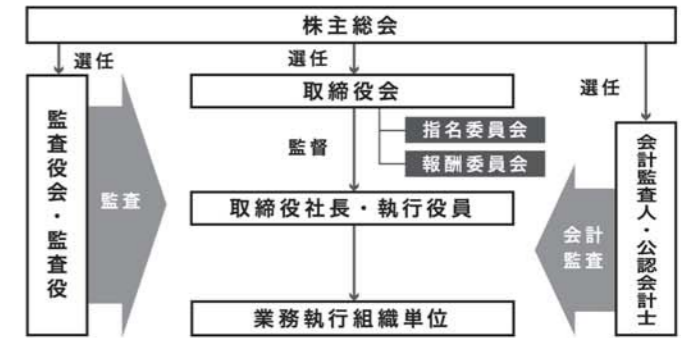 株主総会
選任
選任
選任
監査役会・監査役
監査
取締役会
指名委員会
報酬委員会
監督
取締役社長・執行役員
業務執行組織単位
会計
監査
会計監査人・公認会計士